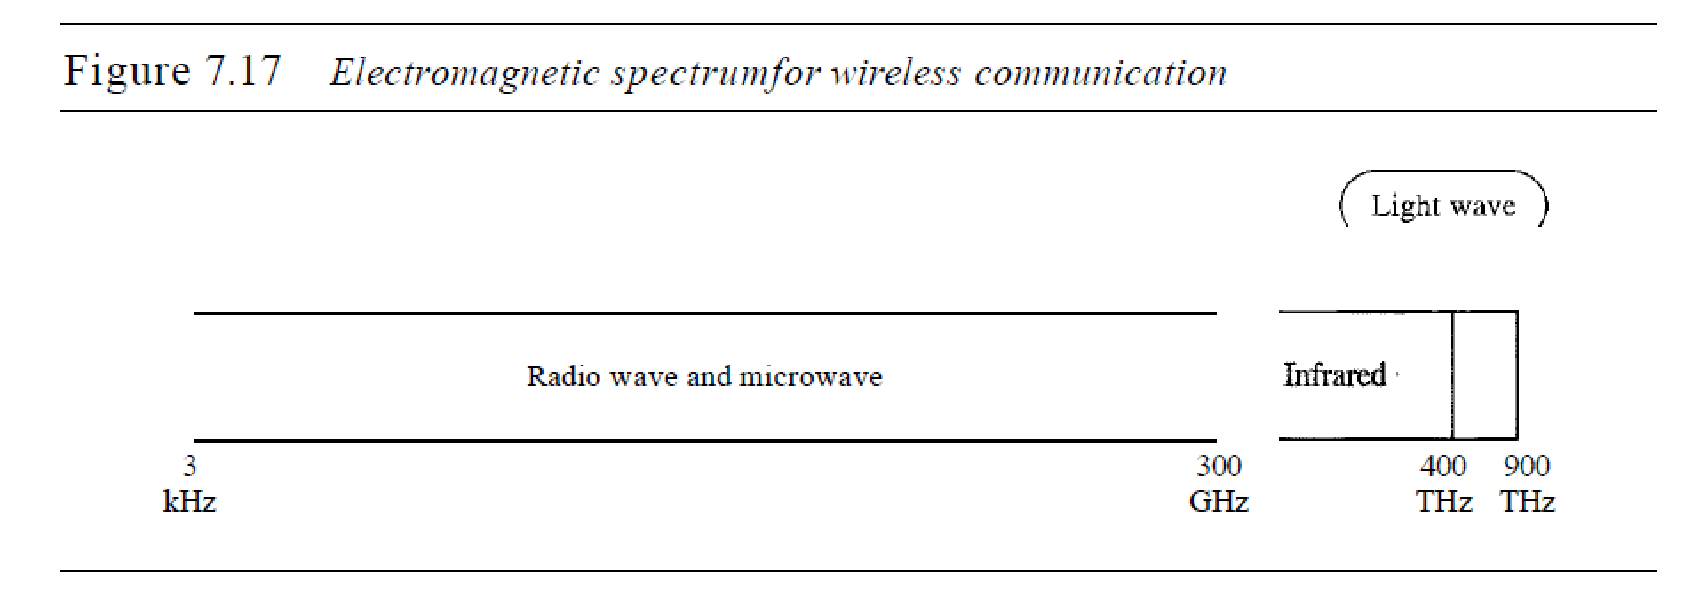 Figure 7.17 Electromagnetic spectrumfor wireless communication
Light wave
Radio wave and microwave
Infrared
3
kHz
300
GHz
400
THz
900
THz